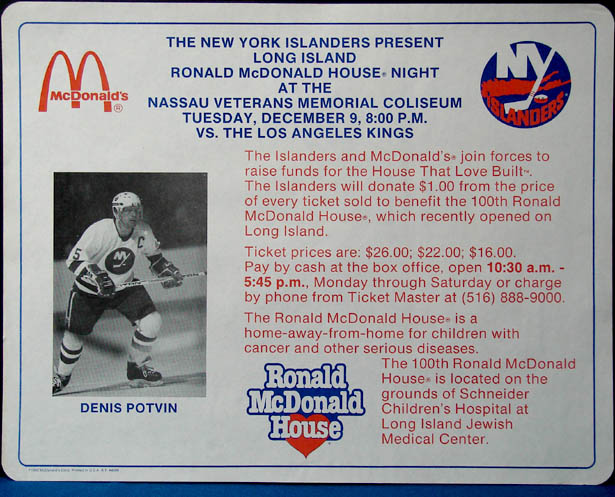 THE NEW YORK ISLANDERS PRESENT
LONG ISLAND
RONALD McDONALD HOUSE® NIGHT
AT THE
NASSAU VETERANS MEMORIAL COLISEUM
TUESDAY, DECEMBER 9, 8:00 P.M.
VS. THE LOS ANGELES KINGS
McDonald's
®
NY
ISLANDERS
The Islanders and McDonald's® join forces to
raise funds for the House That Love Built™.
The Islanders will donate $1.00 from the price
of every ticket sold to benefit the 100th Ronald
McDonald House®, which recently opened on
Long Island.
Ticket prices are: $26.00; $22.00; $16.00.
Pay by cash at the box office, open 10:30 a.m. -
5:45 p.m., Monday through Saturday or charge
by phone from Ticket Master at (516) 888-9000.
The Ronald McDonald House® is a
home-away-from-home for children with
cancer and other serious diseases.
The 100th Ronald McDonald
House® is located on the
grounds of Schneider
Children's Hospital at
Long Island Jewish
Medical Center.
Ronald
McDonald
House
®
C
5
NY
DENIS POTVIN
McDonald's Corp. Printed in U.S.A.